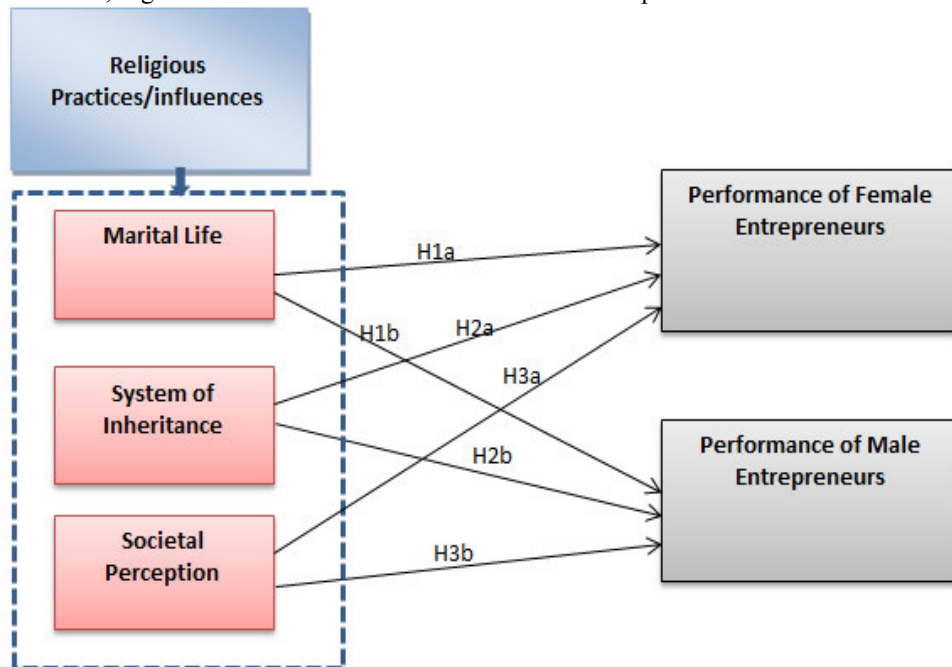 Religious
Practices/influences
Marital Life
System of
Inheritance
Societal
Perception
H1a
H1b
H2a
H3a
H2b
H3b
Performance of Female
Entrepreneurs
Performance of Male
Entrepreneurs